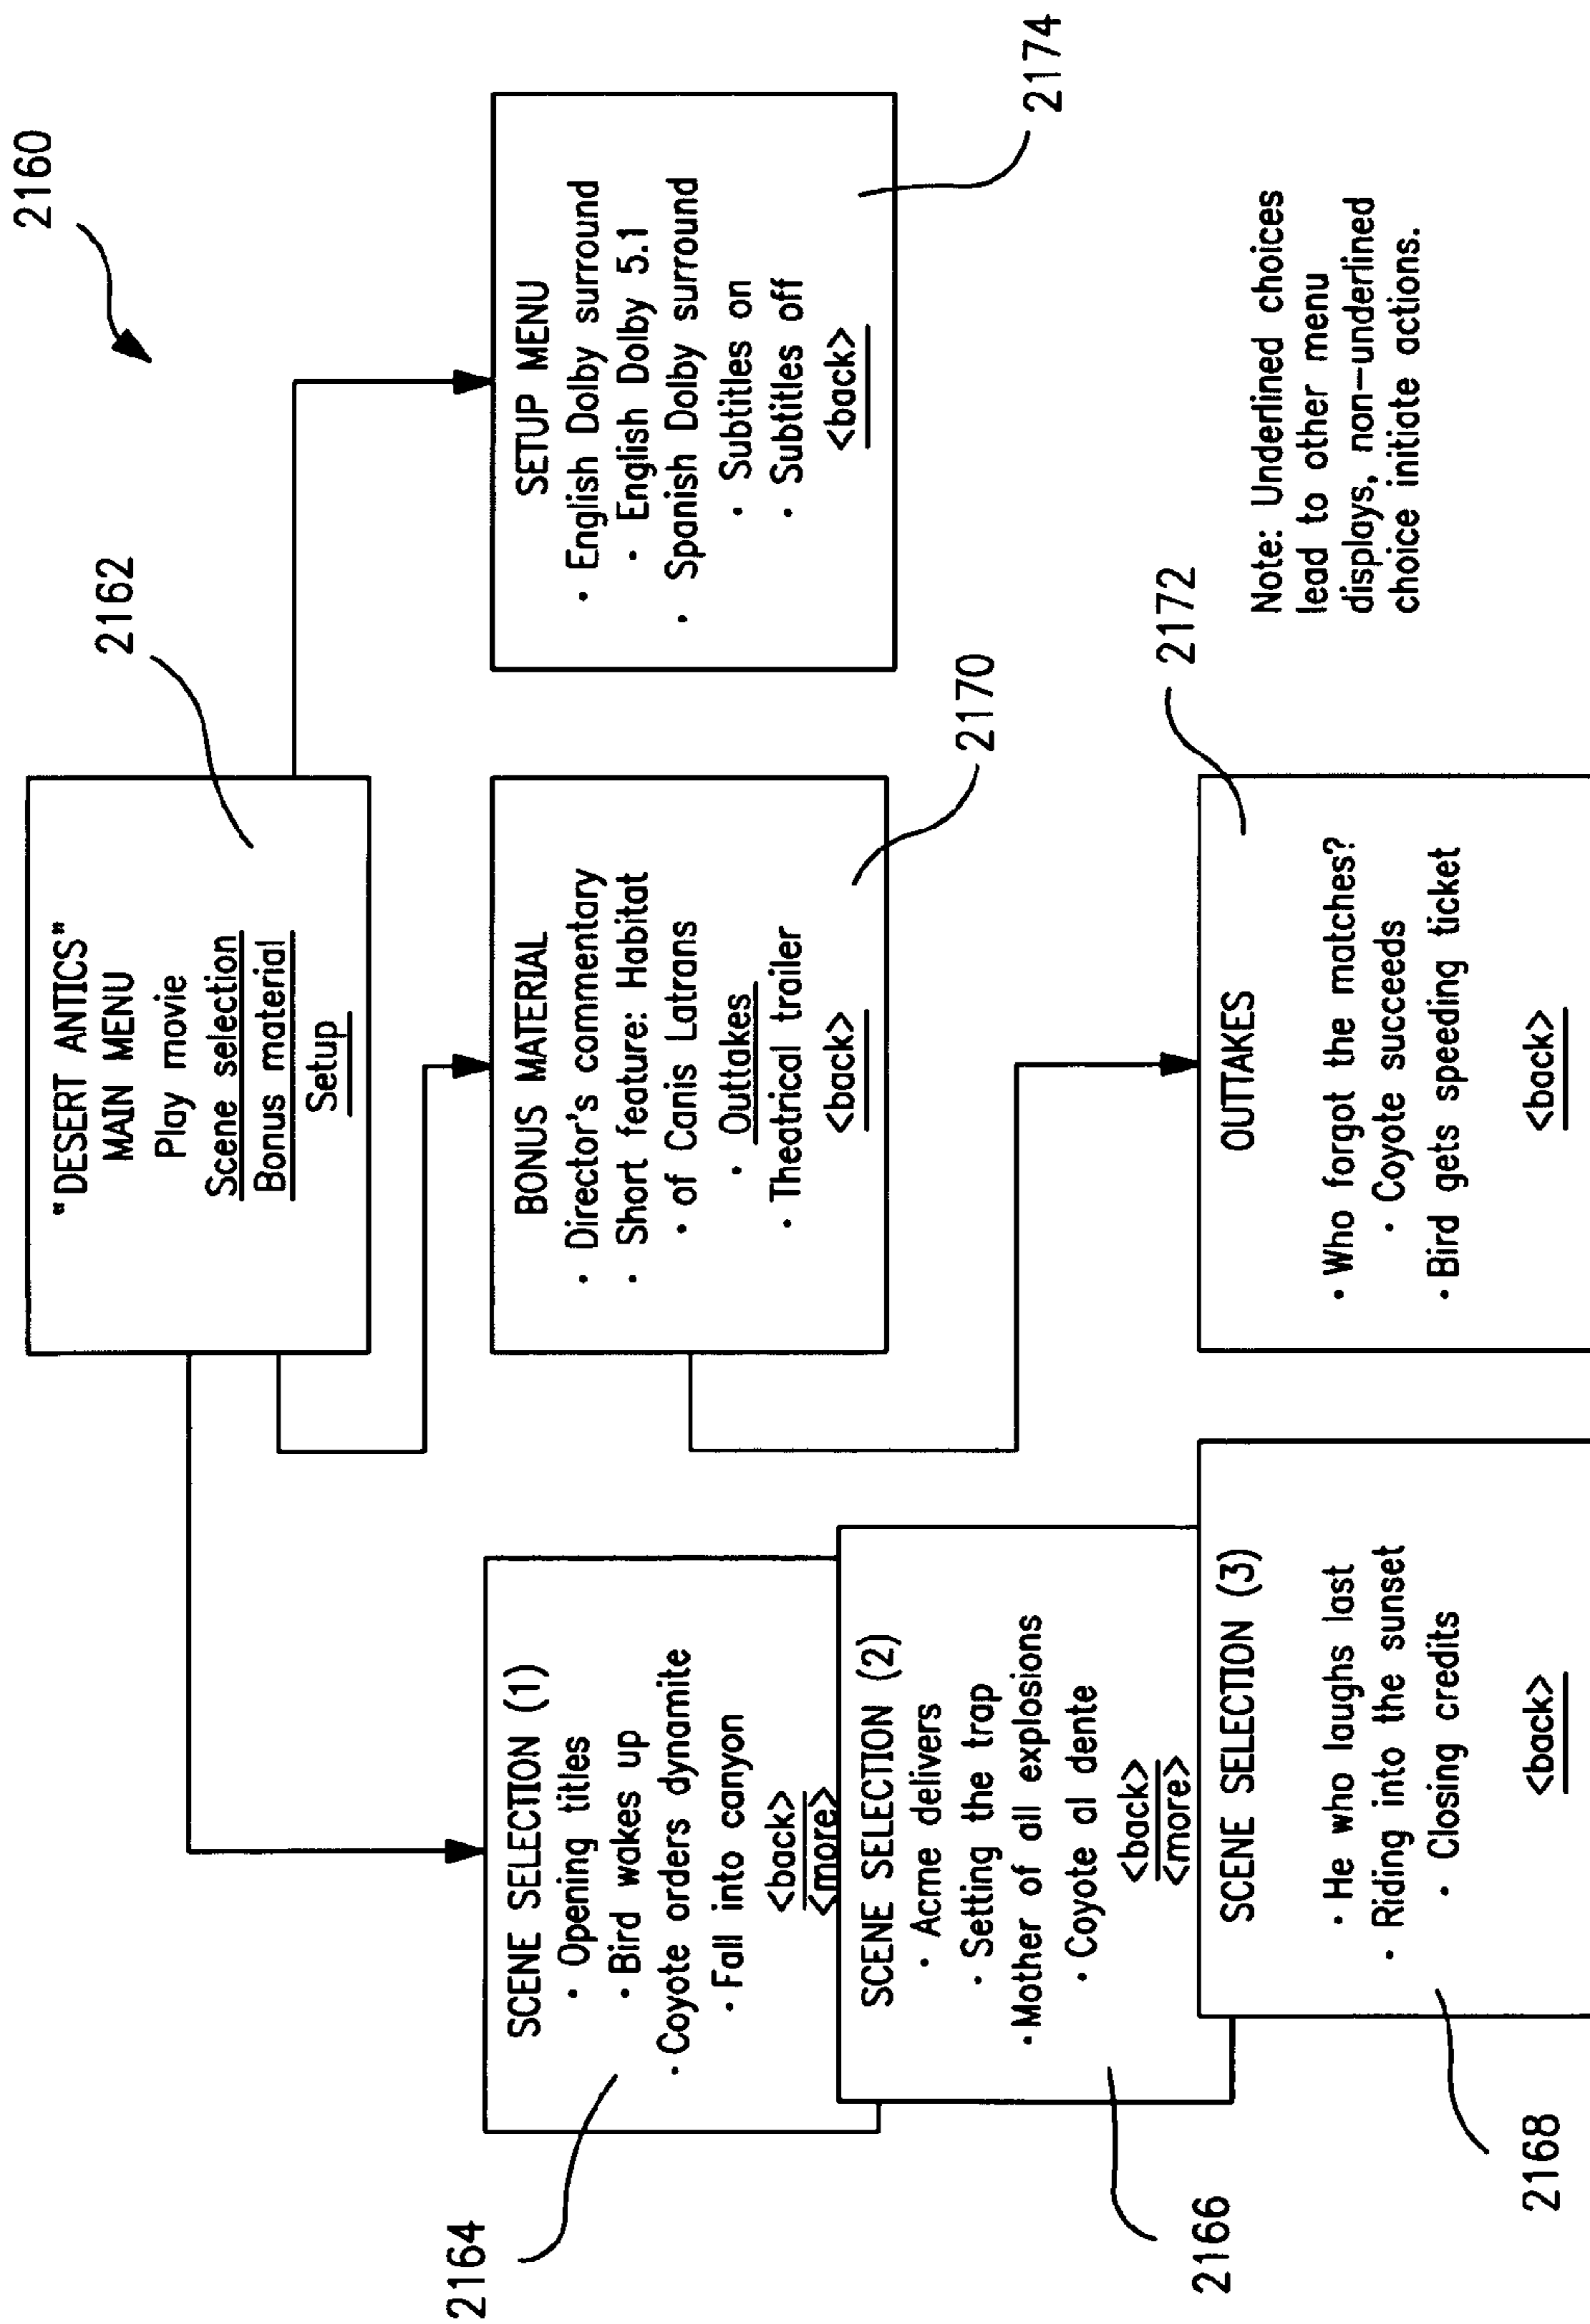 2160
2162
"DESERT ANTICS"
MAIN MENU
Play movie
Scene selection
Bonus material
Setup
2164
SCENE SELECTION (1)
• Opening titles
• Bird wakes up
• Coyote orders dynamite
• Fall into canyon
<back>
<more>
2166
SCENE SELECTION (2)
• Acme delivers
• Setting the trap
• Mother of all explosions
• Coyote al dente
<back>
<more>
2168
SCENE SELECTION (3)
• He who laughs last
• Riding into the sunset
• Closing credits
<back>
BONUS MATERIAL
• Director's commentary
• Short feature: Habitat
• of Canis Latrans
• Outtakes
• Theatrical trailer
<back>
2170
2172
OUTTAKES
• Who forgot the matches?
• Coyote succeeds
• Bird gets speeding ticket
<back>
SETUP MENU
• English Dolby surround
• English Dolby 5.1
• Spanish Dolby surround
• Subtitles on
• Subtitles off
<back>
2174
Note: Underlined choices
lead to other menu
displays, non-underlined
choice initiate actions.